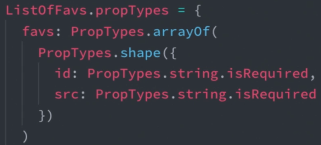 ListOfFavs.propTypes = {
  favs: PropTypes.arrayOf(
    PropTypes.shape({
      id: PropTypes.string.isRequired,
      src: PropTypes.string.isRequired
    })
  )